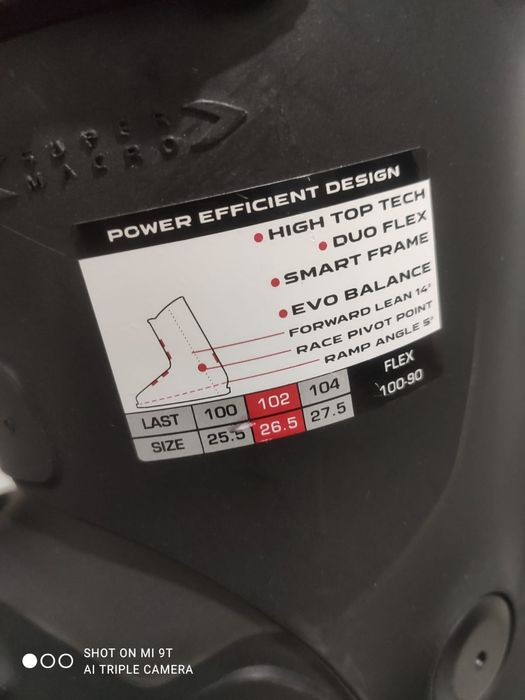 SUPER
MACRO
POWER EFFICIENT DESIGN
HIGH TOP TECH
DUO FLEX
SMART FRAME
EVO BALANCE
FORWARD LEAN 14°
RACE PIVOT POINT
RAMP ANGLE 5°
LAST 100 102 104
SIZE 25.5 26.5 27.5
FLEX
100-90
SHOT ON MI 9T
AI TRIPLE CAMERA